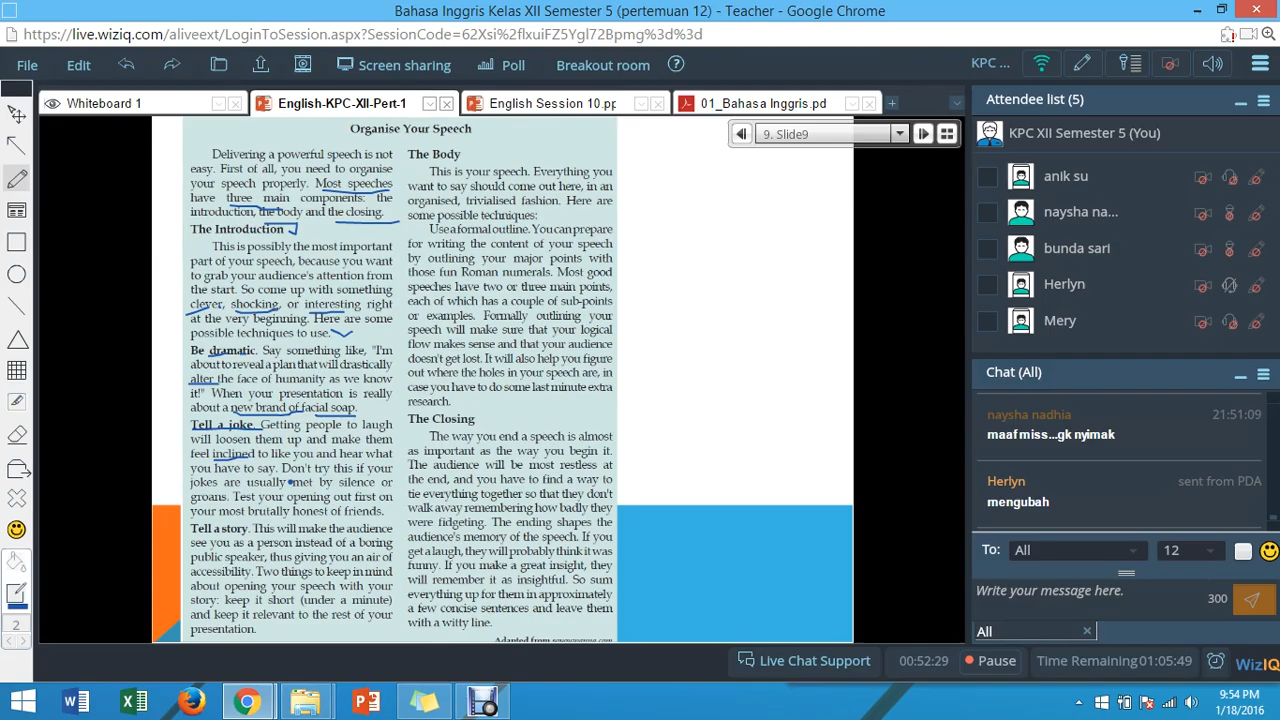 Bahasa Inggris Kelas XII Semester 5 (pertemuan 12) - Teacher - Google Chrome
https://live.wiziq.com/aliveext/LoginToSession.aspx?SessionCode=62Xsi%2flxuiFZ5Ygl72Bpmg%3d%3d
File Edit Screen sharing Poll Breakout room KPC ...
Whiteboard 1 English-KPC-XII-Pert-1 English Session 10.pp 01_Bahasa Inggris.pd
9. Slide9
Organise Your Speech
Delivering a powerful speech is not
easy. First of all, you need to organise
your speech properly. Most speeches
have three main components: the
introduction, the body and the closing.
The Introduction
This is possibly the most important
part of your speech, because you want
to grab your audience's attention from
the start. So come up with something
clever, shocking, or interesting right
at the very beginning. Here are some
possible techniques to use.
Be dramatic. Say something like, "I'm
about to reveal a plan that will drastically
alter the face of humanity as we know
it!" When your presentation is really
about a new brand of facial soap.
Tell a joke. Getting people to laugh
will loosen them up and make them
feel inclined to like you and hear what
you have to say. Don't try this if your
jokes are usually met by silence or
groans. Test your opening out first on
your most brutally honest of friends.
Tell a story. This will make the audience
see you as a person instead of a boring
public speaker, thus giving you an air of
accessibility. Two things to keep in mind
about opening your speech with your
story: keep it short (under a minute)
and keep it relevant to the rest of your
presentation.
The Body
This is your speech. Everything you
want to say should come out here, in an
organised, trivialised fashion. Here are
some possible techniques:
Use a formal outline. You can prepare
for writing the content of your speech
by outlining your major points with
those fun Roman numerals. Most good
speeches have two or three main points,
each of which has a couple of sub-points
or examples. Formally outlining your
speech will make sure that your logical
flow makes sense and that your audience
doesn't get lost. It will also help you figure
out where the holes in your speech are, in
case you have to do some last minute extra
research.
The Closing
The way you end a speech is almost
as important as the way you begin it.
The audience will be most restless at
the end, and you have to find a way to
tie everything together so that they don't
walk away remembering how badly they
were fidgeting. The ending shapes the
audience's memory of the speech. If you
get a laugh, they will probably think it was
funny. If you make a great insight, they
will remember it as insightful. So sum
everything up for them in approximately
a few concise sentences and leave them
with a witty line.
Adapted from
Attendee list (5)
KPC XII Semester 5 (You)
anik su
naysha na...
bunda sari
Herlyn
Mery
Chat (All)
naysha nadhia 21:51:09
maaf miss...gk nyimak
Herlyn sent from PDA
mengubah
To: All 12
Write your message here. 300
All
2
Live Chat Support 00:52:29 Pause Time Remaining 01:05:49 WizIQ
9:54 PM
1/18/2016